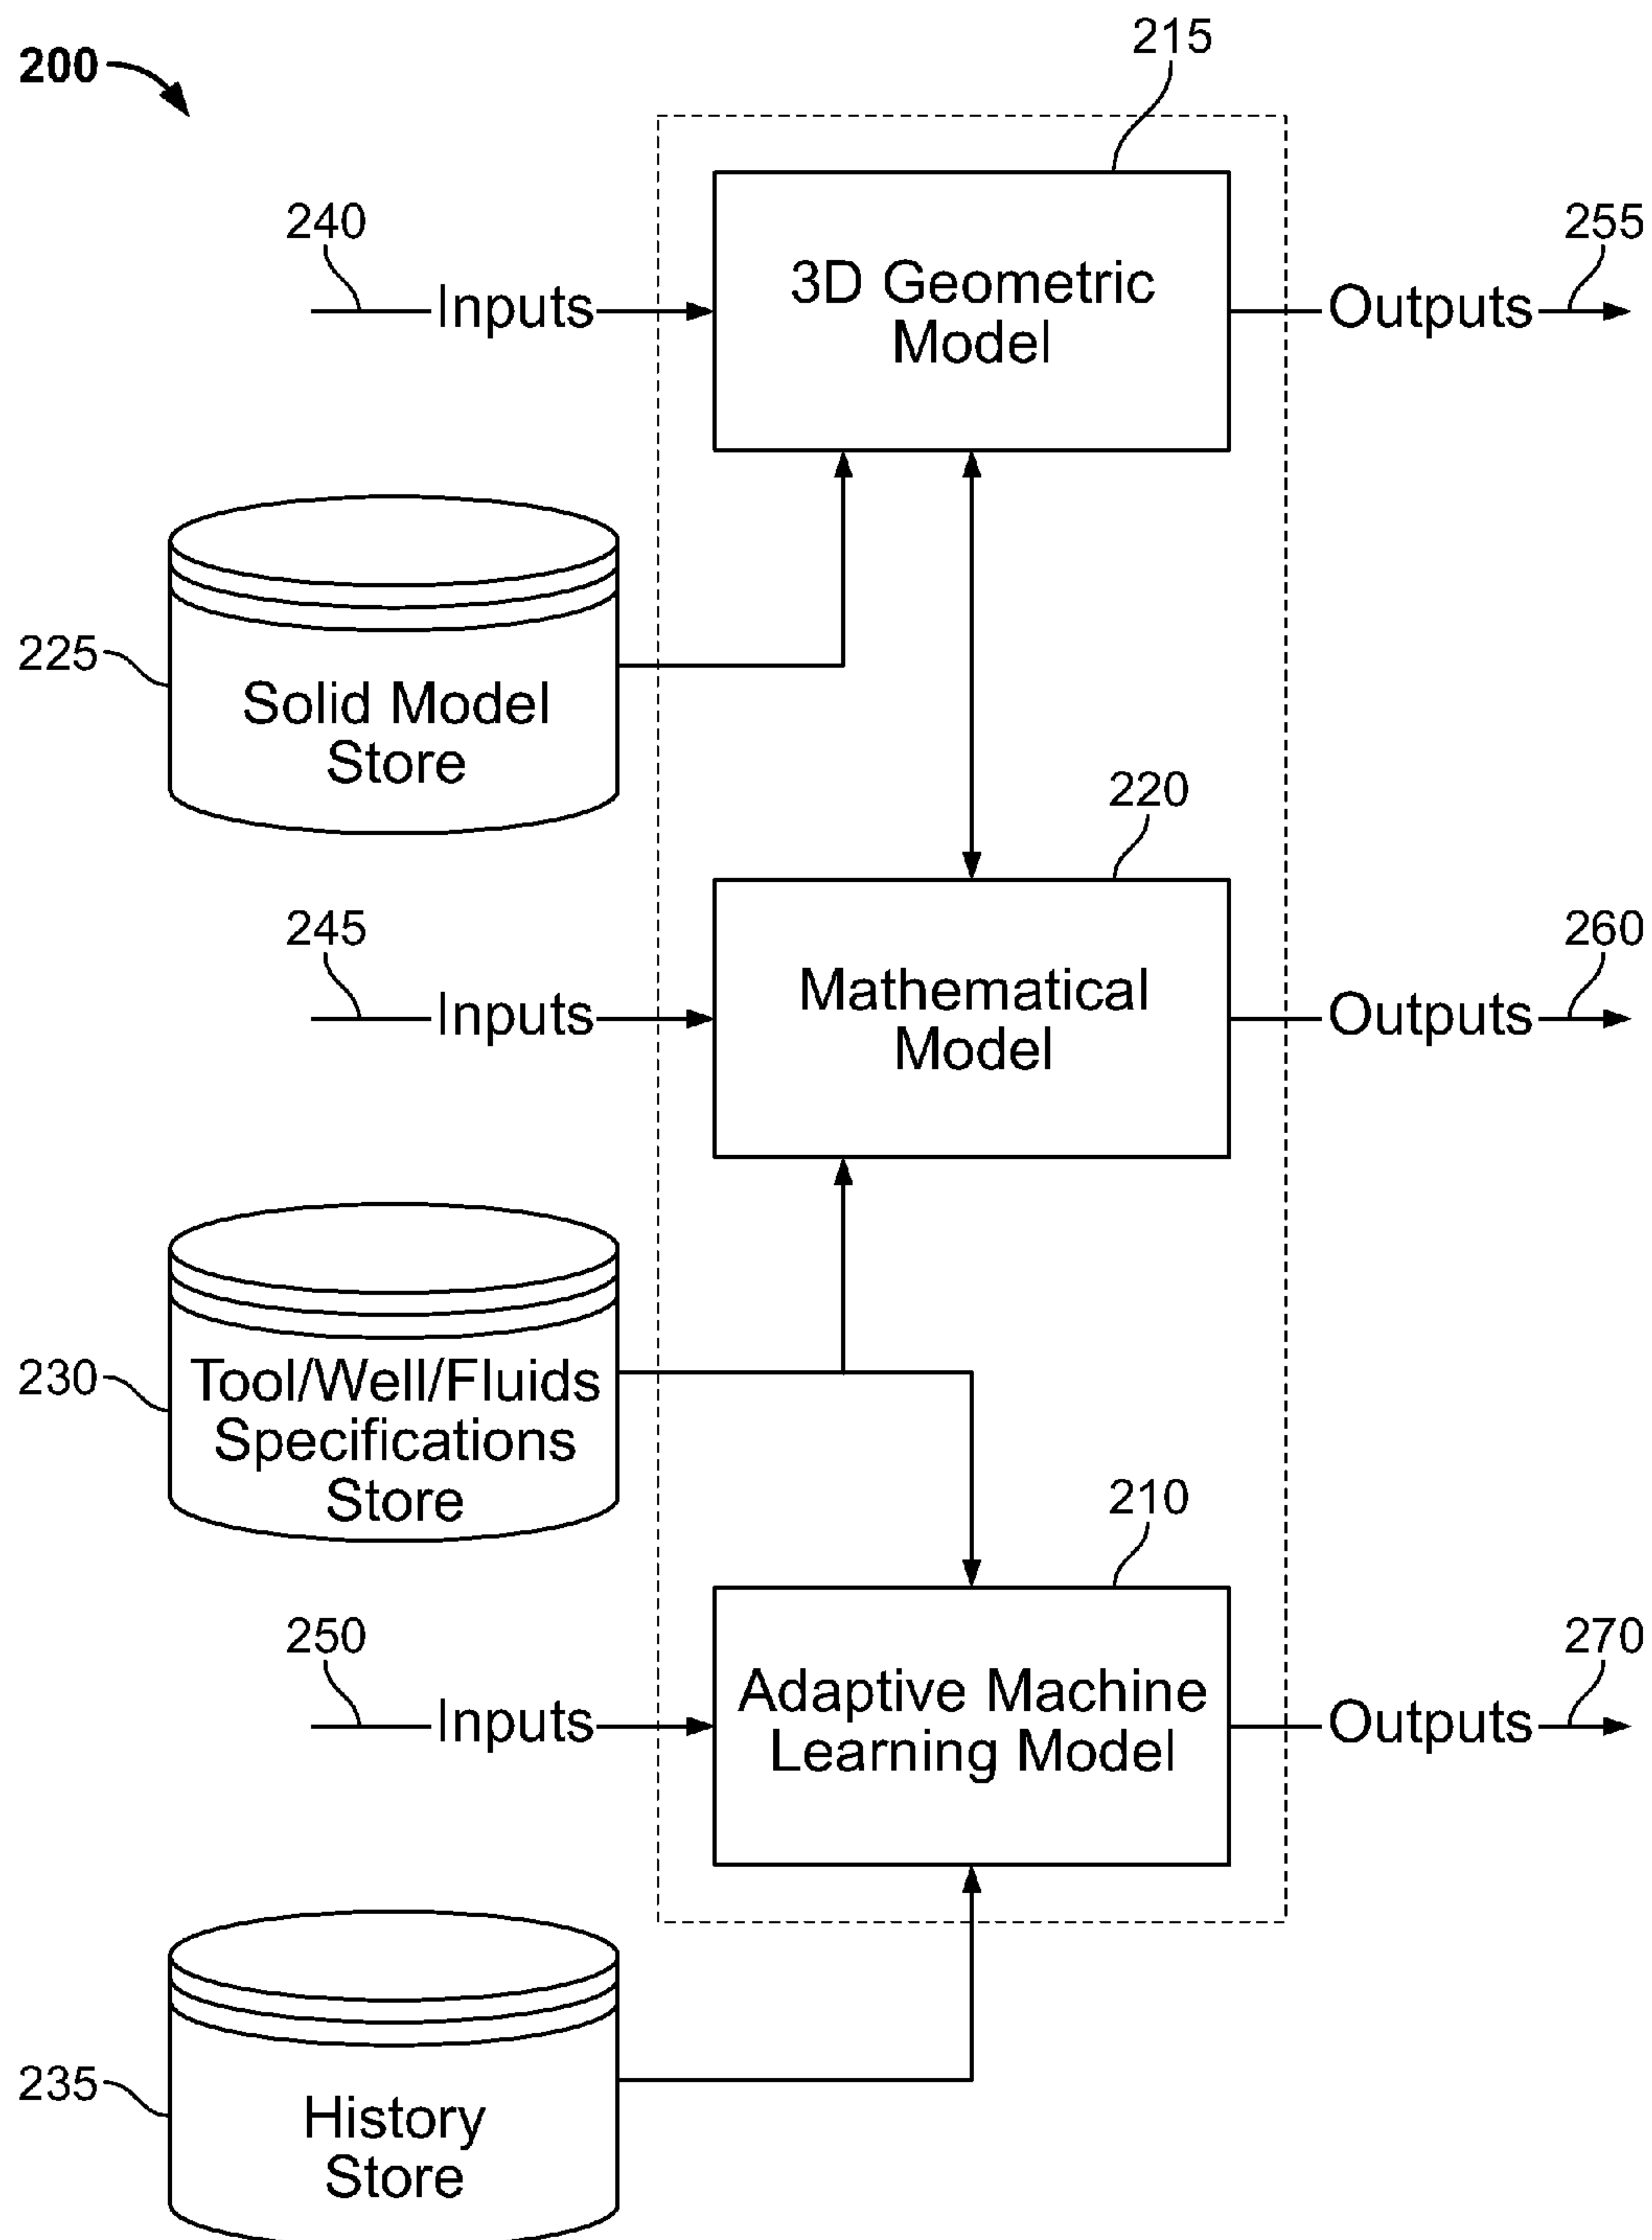 215
200
240
255
Inputs
3D Geometric
Model
Outputs
225
Solid Model
Store
220
245
260
Inputs
Mathematical
Model
Outputs
230
Tool/Well/Fluids
Specifications
Store
210
250
270
Inputs
Adaptive Machine
Learning Model
Outputs
235
History
Store